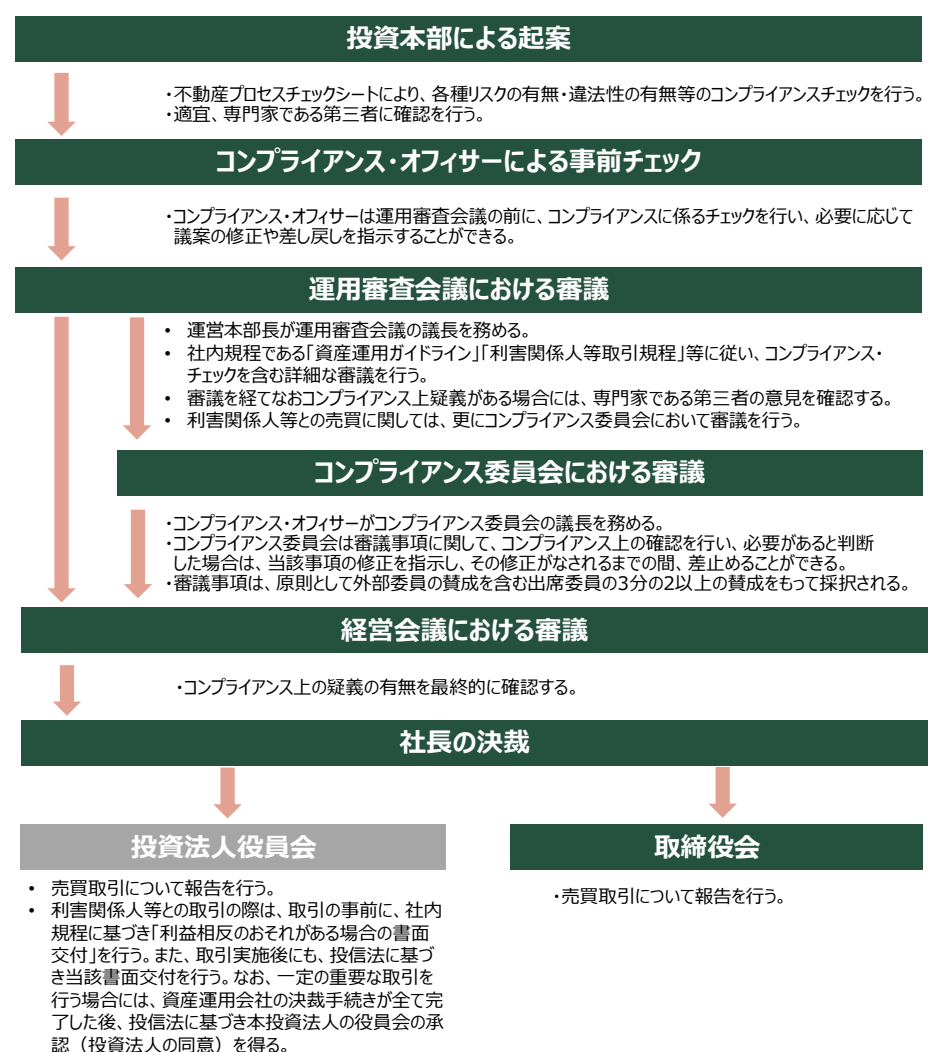 投資本部による起案
・不動産プロセスチェックシートにより、各種リスクの有無・違法性の有無等のコンプライアンスチェックを行う。
・適宜、専門家である第三者に確認を行う。
コンプライアンス・オフィサーによる事前チェック
・コンプライアンス・オフィサーは運用審査会議の前に、コンプライアンスに係るチェックを行い、必要に応じて
議案の修正や差し戻しを指示することができる。
運用審査会議における審議
• 運営本部長が運用審査会議の議長を務める。
• 社内規程である「資産運用ガイドライン」「利害関係人等取引規程」等に従い、コンプライアンス・
チェックを含む詳細な審議を行う。
• 審議を経てなおコンプライアンス上疑義がある場合には、専門家である第三者の意見を確認する。
• 利害関係人等との売買に関しては、更にコンプライアンス委員会において審議を行う。
コンプライアンス委員会における審議
・コンプライアンス・オフィサーがコンプライアンス委員会の議長を務める。
・コンプライアンス委員会は審議事項に関して、コンプライアンス上の確認を行い、必要があると判断
した場合は、当該事項の修正を指示し、その修正がなされるまでの間、差止めることができる。
・審議事項は、原則として外部委員の賛成を含む出席委員の3分の2以上の賛成をもって採択される。
経営会議における審議
・コンプライアンス上の疑義の有無を最終的に確認する。
社長の決裁
投資法人役員会
• 売買取引について報告を行う。
• 利害関係人等との取引の際は、取引の事前に、社内
規程に基づき「利益相反のおそれがある場合の書面
交付」を行う。また、取引実施後にも、投信法に基づ
き当該書面交付を行う。なお、一定の重要な取引を
行う場合には、資産運用会社の決裁手続きが全て完
了した後、投信法に基づき本投資法人の役員会の承
認（投資法人の同意）を得る。
取締役会
・売買取引について報告を行う。